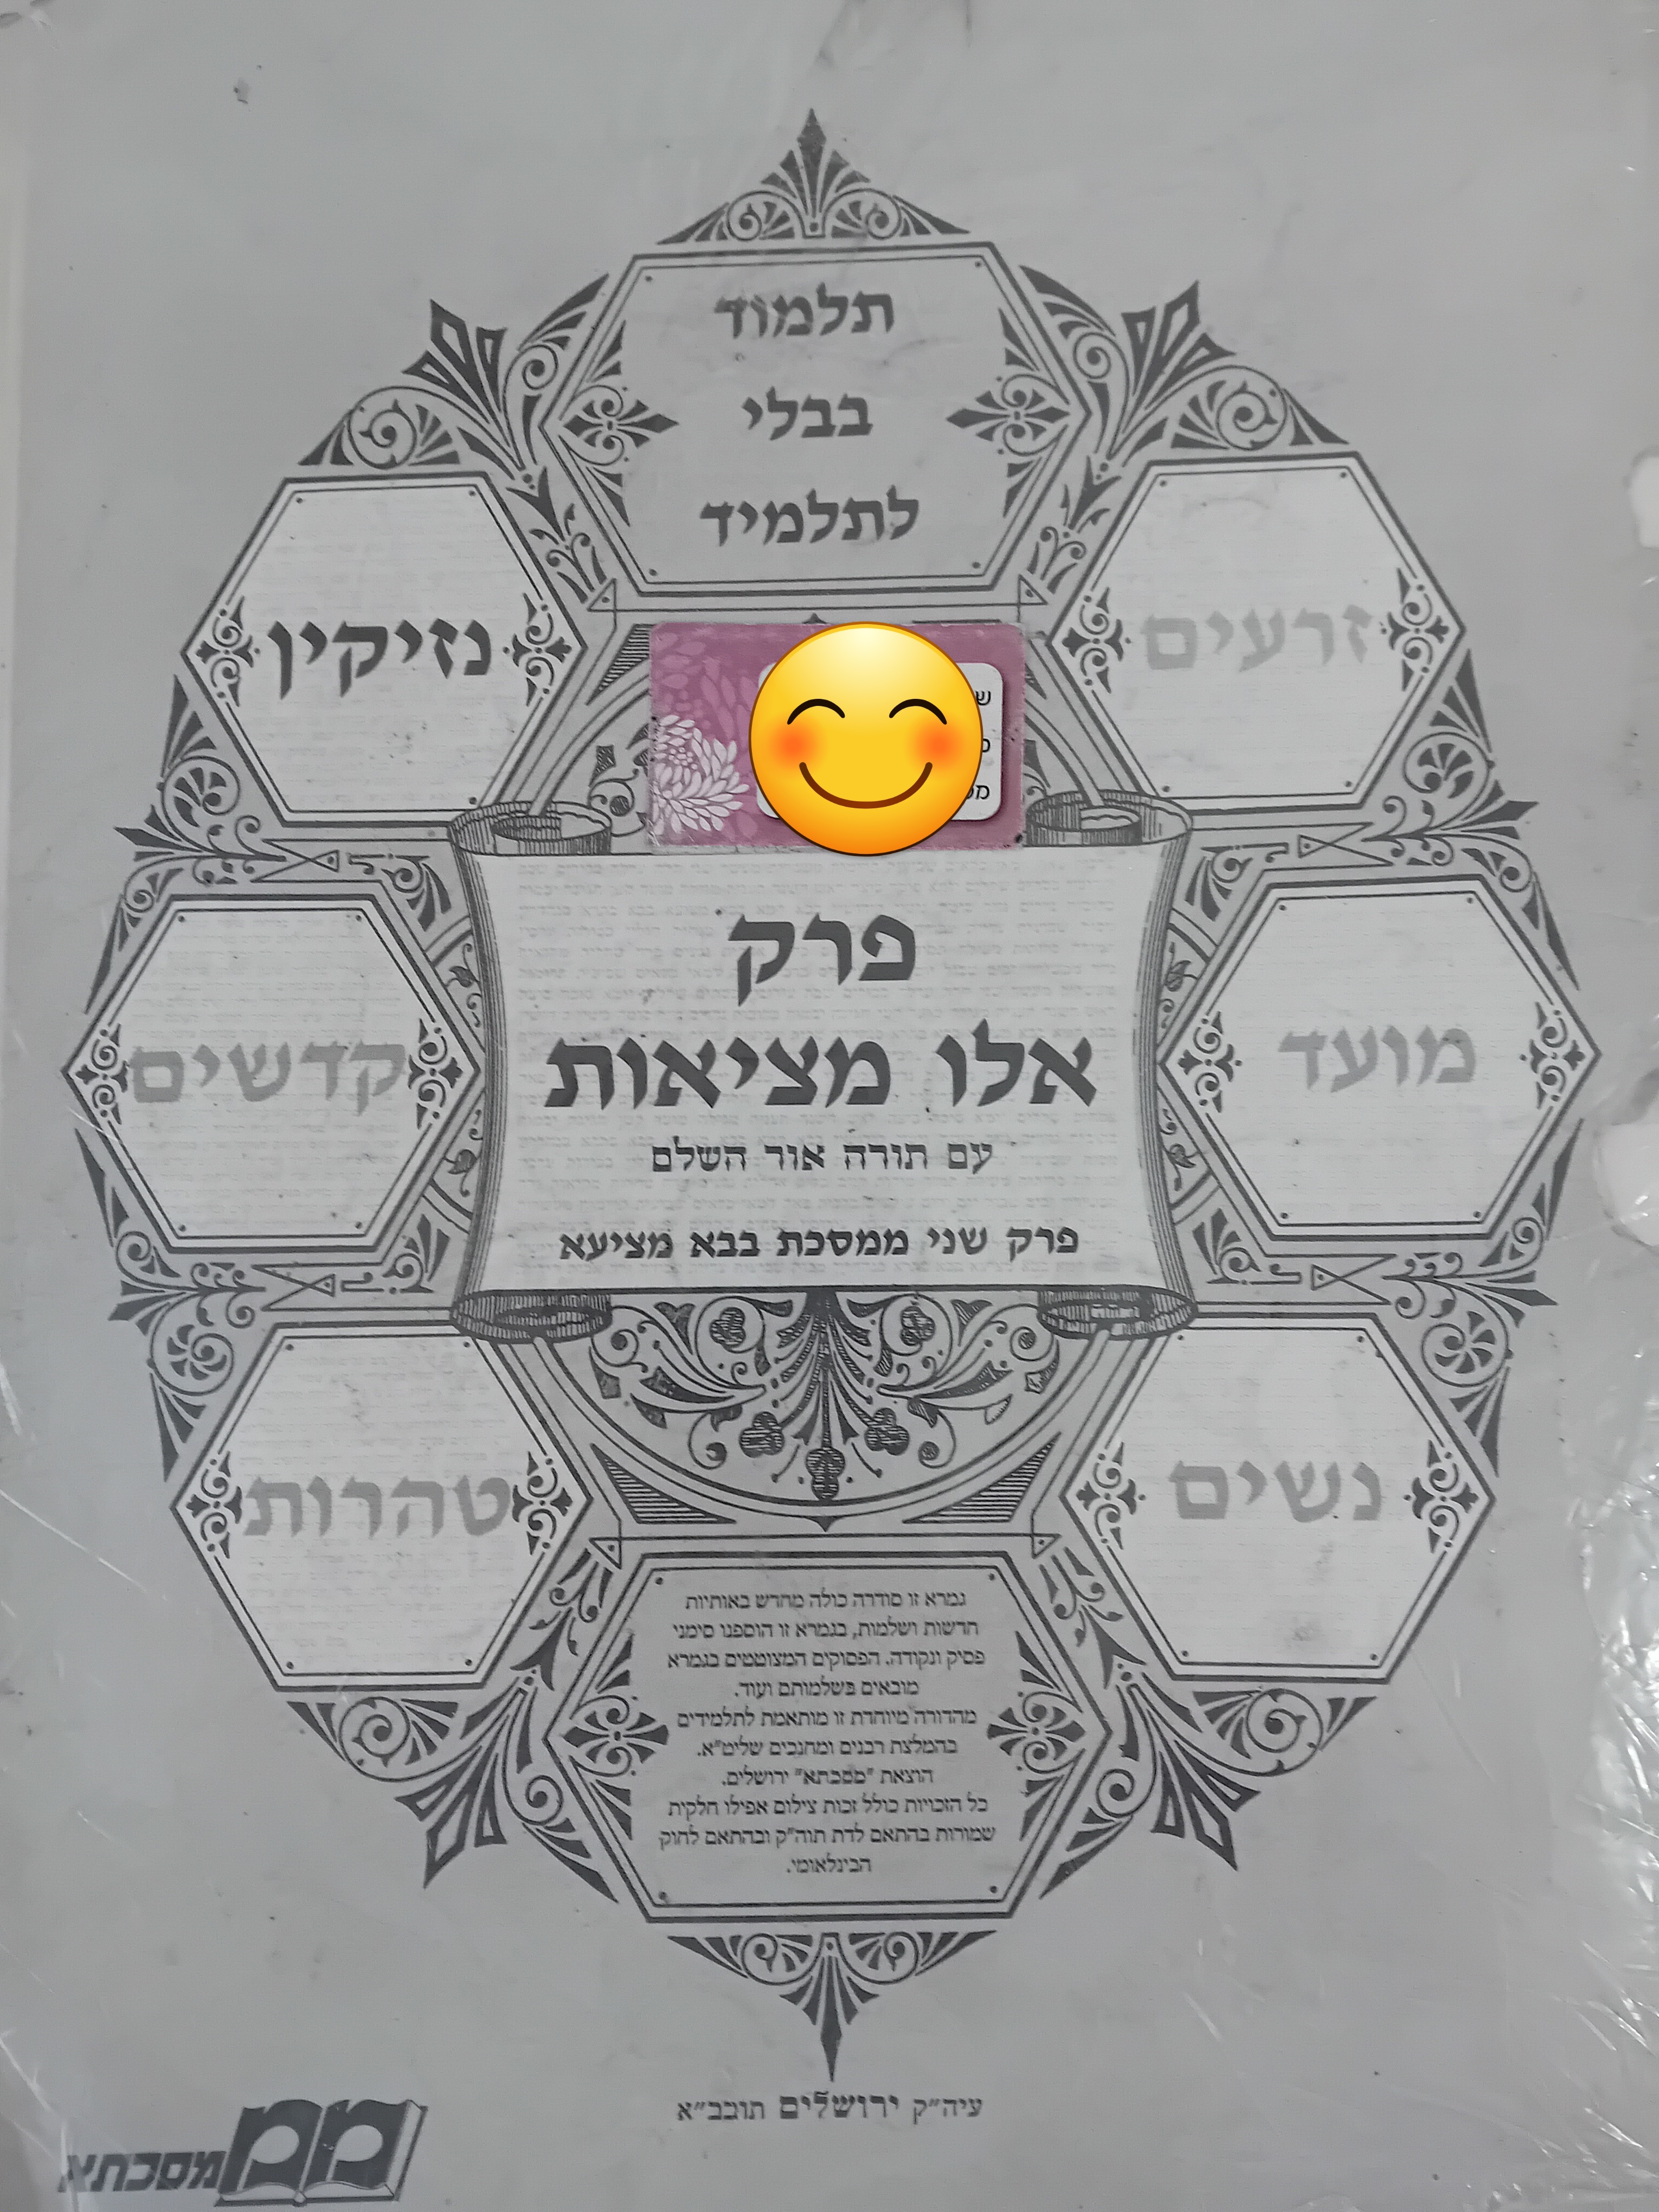 תלמוד
בבלי
לתלמיד
זרעים
נזיקין
פרק
אלו מציאות
עם תורה אור השלם
פרק שני ממסכת בבא מציעא
מועד
קדשים
נשים
טהרות
גמרא זו סודרה כולה מחדש באותיות
חדשות ושלמות, בגמרא זו הוספנו סימני
פסיק ונקודה. הפסוקים המצוטטים בגמרא
מובאים בשלמותם ועוד.
מהדורה מיוחדת זו מותאמת לתלמידים
בהמלצת רבנים ומחנכים שליט"א.
הוצאת "מסכתא" ירושלים.
כל הזכויות כולל זכות צילום אפילו חלקית
שמורות בהתאם לדת תוה"ק ובהתאם לחוק
הבינלאומי.
עיה"ק ירושלים תובב"א
מסכתא